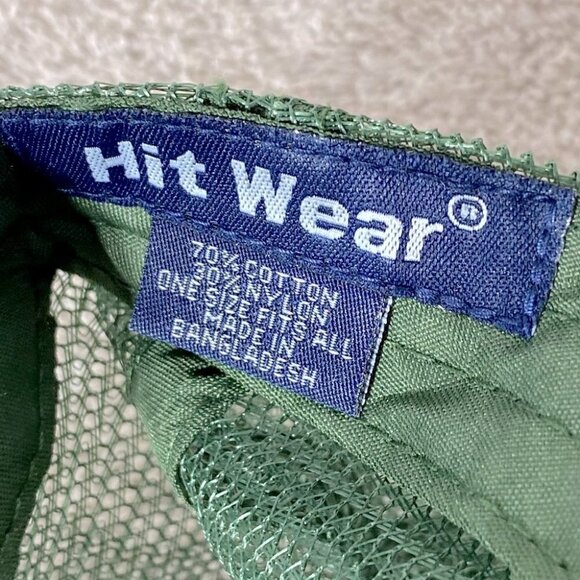 Hit Wear®
70% COTTON
30% NYLON
ONE SIZE FITS ALL
MADE IN
BANGLADESH